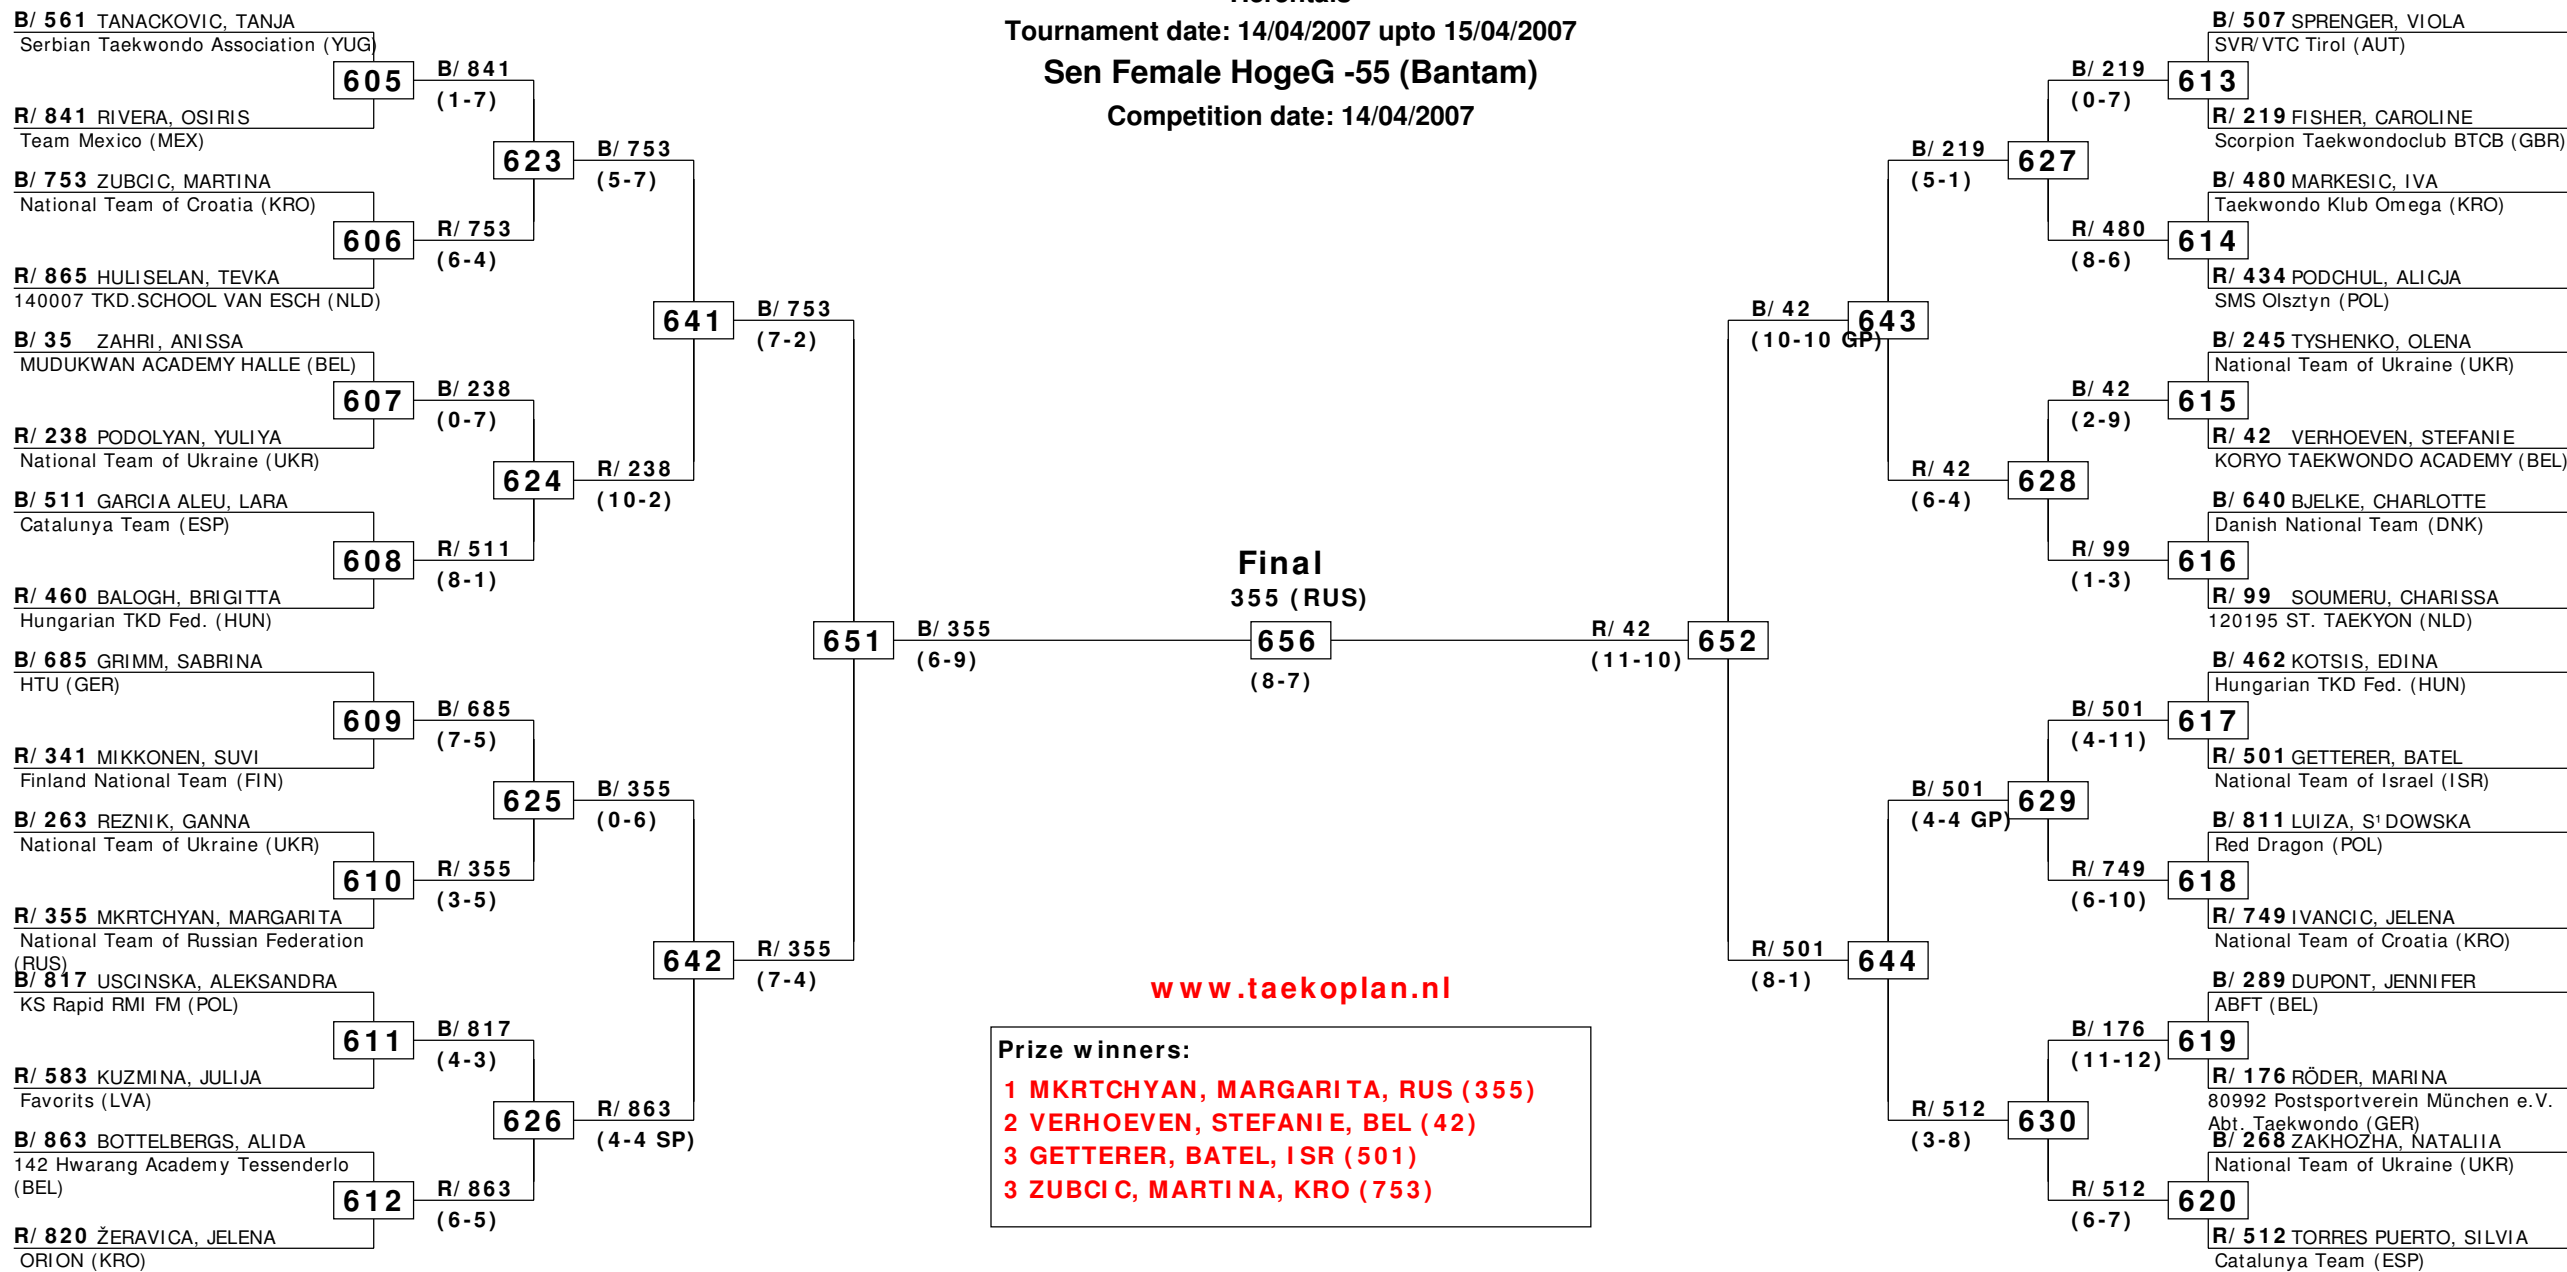 Herentals
Tournament date: 14/04/2007 upto 15/04/2007
Sen Female HogeG -55 (Bantam)
Competition date: 14/04/2007
B/ 561 TANACKOVIC, TANJA
Serbian Taekwondo Association (YUG)
605
R/ 841 RIVERA, OSIRIS
Team Mexico (MEX)
B/ 753 ZUBCIC, MARTINA
National Team of Croatia (KRO)
606
R/ 865 HULISELAN, TEVKA
140007 TKD.SCHOOL VAN ESCH (NLD)
B/ 35 ZAHRI, ANISSA
MUDUKWAN ACADEMY HALLE (BEL)
607
R/ 238 PODOLYAN, YULIYA
National Team of Ukraine (UKR)
B/ 511 GARCIA ALEU, LARA
Catalunya Team (ESP)
608
R/ 460 BALOGH, BRIGITTA
Hungarian TKD Fed. (HUN)
B/ 685 GRIMM, SABRINA
HTU (GER)
609
R/ 341 MIKKONEN, SUVI
Finland National Team (FIN)
B/ 263 REZNIK, GANNA
National Team of Ukraine (UKR)
610
R/ 355 MKRTCHYAN, MARGARITA
National Team of Russian Federation
(RUS)
B/ 817 USCINSKA, ALEKSANDRA
KS Rapid RMI FM (POL)
611
R/ 583 KUZMINA, JULIJA
Favorits (LVA)
B/ 863 BOTTELBERGS, ALIDA
142 Hwarang Academy Tessenderlo
(BEL)
612
R/ 820 ŽERAVICA, JELENA
ORION (KRO)
B/ 841
(1-7)
623
R/ 753
(6-4)
B/ 238
(0-7)
624
R/ 511
(8-1)
B/ 685
(7-5)
625
R/ 355
(3-5)
B/ 817
(4-3)
626
R/ 863
(6-5)
B/ 753
(5-7)
641
R/ 238
(10-2)
B/ 355
(0-6)
642
R/ 863
(4-4 SP)
B/ 753
(7-2)
651
R/ 355
(7-4)
B/ 355
(6-9)
Final
355 (RUS)
656
(8-7)
R/ 42
(11-10)
652
B/ 42
(10-10 GP)
643
R/ 501
(8-1)
644
B/ 219
(5-1)
627
R/ 42
(6-4)
628
B/ 501
(4-4 GP)
629
R/ 512
(3-8)
630
B/ 219
(0-7)
R/ 480
(8-6)
B/ 42
(2-9)
R/ 99
(1-3)
B/ 501
(4-11)
R/ 749
(6-10)
B/ 176
(11-12)
R/ 512
(6-7)
B/ 507 SPRENGER, VIOLA
SVR/VTC Tirol (AUT)
613
R/ 219 FISHER, CAROLINE
Scorpion Taekwondoclub BTCB (GBR)
B/ 480 MARKESIC, IVA
Taekwondo Klub Omega (KRO)
614
R/ 434 PODCHUL, ALICJA
SMS Olsztyn (POL)
B/ 245 TYSHENKO, OLENA
National Team of Ukraine (UKR)
615
R/ 42 VERHOEVEN, STEFANIE
KORYO TAEKWONDO ACADEMY (BEL)
B/ 640 BJELKE, CHARLOTTE
Danish National Team (DNK)
616
R/ 99 SOUMERU, CHARISSA
120195 ST. TAEKYON (NLD)
B/ 462 KOTSIS, EDINA
Hungarian TKD Fed. (HUN)
617
R/ 501 GETTERER, BATEL
National Team of Israel (ISR)
B/ 811 LUIZA, S¹DOWSKA
Red Dragon (POL)
618
R/ 749 IVANCIC, JELENA
National Team of Croatia (KRO)
B/ 289 DUPONT, JENNIFER
ABFT (BEL)
619
R/ 176 RÖDER, MARINA
80992 Postsportverein München e.V.
Abt. Taekwondo (GER)
B/ 268 ZAKHOZHA, NATALIIA
National Team of Ukraine (UKR)
620
R/ 512 TORRES PUERTO, SILVIA
Catalunya Team (ESP)
www.taekoplan.nl
Prize winners:
1 MKRTCHYAN, MARGARITA, RUS (355)
2 VERHOEVEN, STEFANIE, BEL (42)
3 GETTERER, BATEL, ISR (501)
3 ZUBCIC, MARTINA, KRO (753)